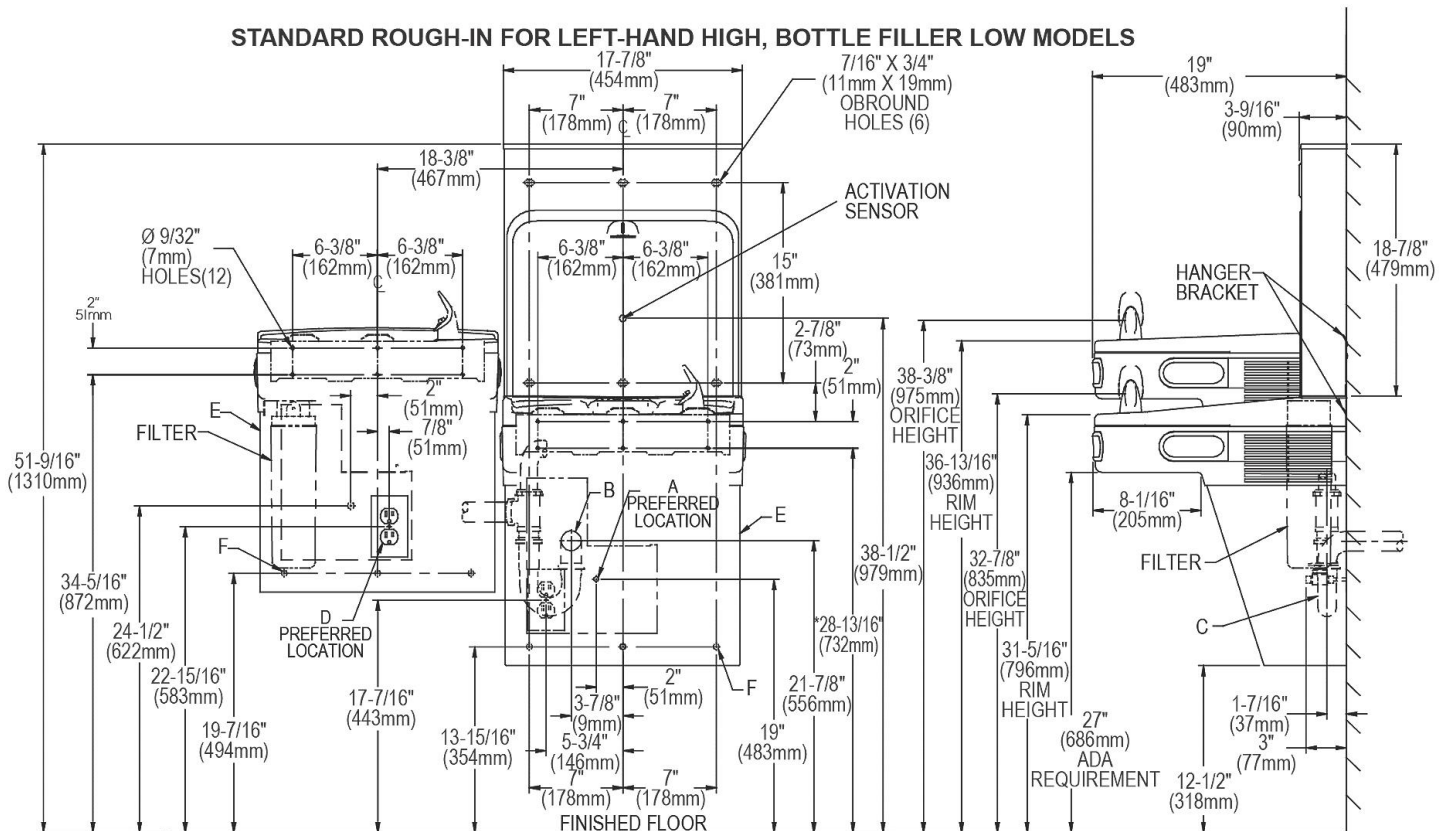 STANDARD ROUGH-IN FOR LEFT-HAND HIGH, BOTTLE FILLER LOW MODELS
17-7/8"
(454mm)
7"
(178mm)
7"
(178mm)
7/16" X 3/4"
(11mm X 19mm)
OBROUND
HOLES (6)
19"
(483mm)
3-9/16"
(90mm)
18-3/8"
(467mm)
ACTIVATION
SENSOR
Ø 9/32"
(7mm)
HOLES(12)
6-3/8"
(162mm)
6-3/8"
(162mm)
6-3/8"
(162mm)
6-3/8"
(162mm)
15"
(381mm)
18-7/8"
(479mm)
HANGER
BRACKET
2"
51mm
2-7/8"
(73mm)
2"
(51mm)
38-3/8"
(975mm)
ORIFICE
HEIGHT
2"
(51mm)
7/8"
(51mm)
E
FILTER
51-9/16"
(1310mm)
36-13/16"
(936mm)
RIM
HEIGHT
B
A
PREFERRED
LOCATION
E
8-1/16"
(205mm)
F
38-1/2"
(979mm)
32-7/8"
(835mm)
ORIFICE
HEIGHT
FILTER
34-5/16"
(872mm)
D
PREFERRED
LOCATION
*28-13/16"
(732mm)
C
24-1/2"
(622mm)
22-15/16"
(583mm)
17-7/16"
(443mm)
F
2"
(51mm)
21-7/8"
(556mm)
31-5/16"
(796mm)
RIM
HEIGHT
3-7/8"
(9mm)
19-7/16"
(494mm)
13-15/16"
(354mm)
5-3/4"
(146mm)
19"
(483mm)
27"
(686mm)
ADA
REQUIREMENT
1-7/16"
(37mm)
3"
(77mm)
12-1/2"
(318mm)
7"
(178mm)
7"
(178mm)
FINISHED FLOOR